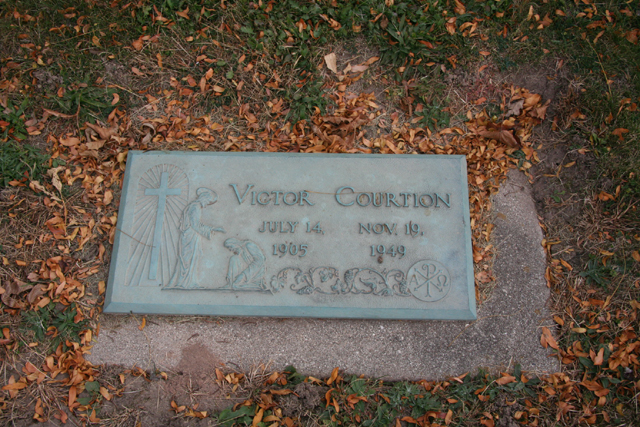 VICTOR COURTION
JULY 14, NOV. 19,
1905 1949